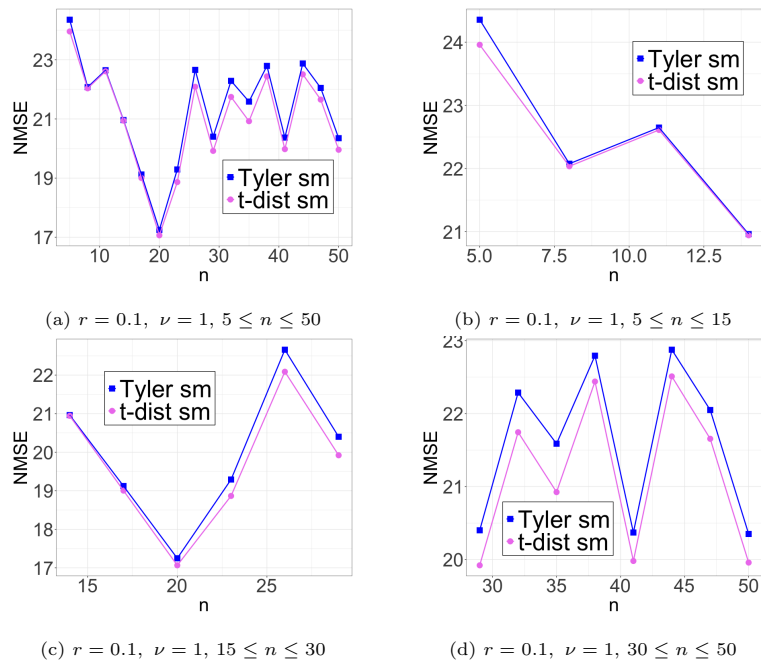 23
21
19
17
NMSE
Tyler sm
t-dist sm
10
20
30
40
50
n
(a) r = 0.1, ν = 1, 5 ≤ n ≤ 50
24
23
22
21
NMSE
Tyler sm
t-dist sm
5.0
7.5
10.0
12.5
n
(b) r = 0.1, ν = 1, 5 ≤ n ≤ 15
22
21
20
19
18
17
NMSE
Tyler sm
t-dist sm
15
20
25
n
(c) r = 0.1, ν = 1, 15 ≤ n ≤ 30
23
22
21
20
NMSE
Tyler sm
t-dist sm
30
35
40
45
50
n
(d) r = 0.1, ν = 1, 30 ≤ n ≤ 50